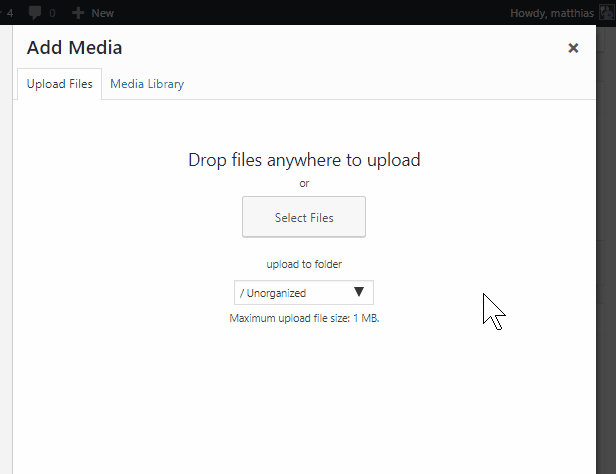 4 0 New Howdy, matthias
Add Media
Upload Files Media Library
Drop files anywhere to upload
or
Select Files
upload to folder
/ Unorganized
Maximum upload file size: 1 MB.